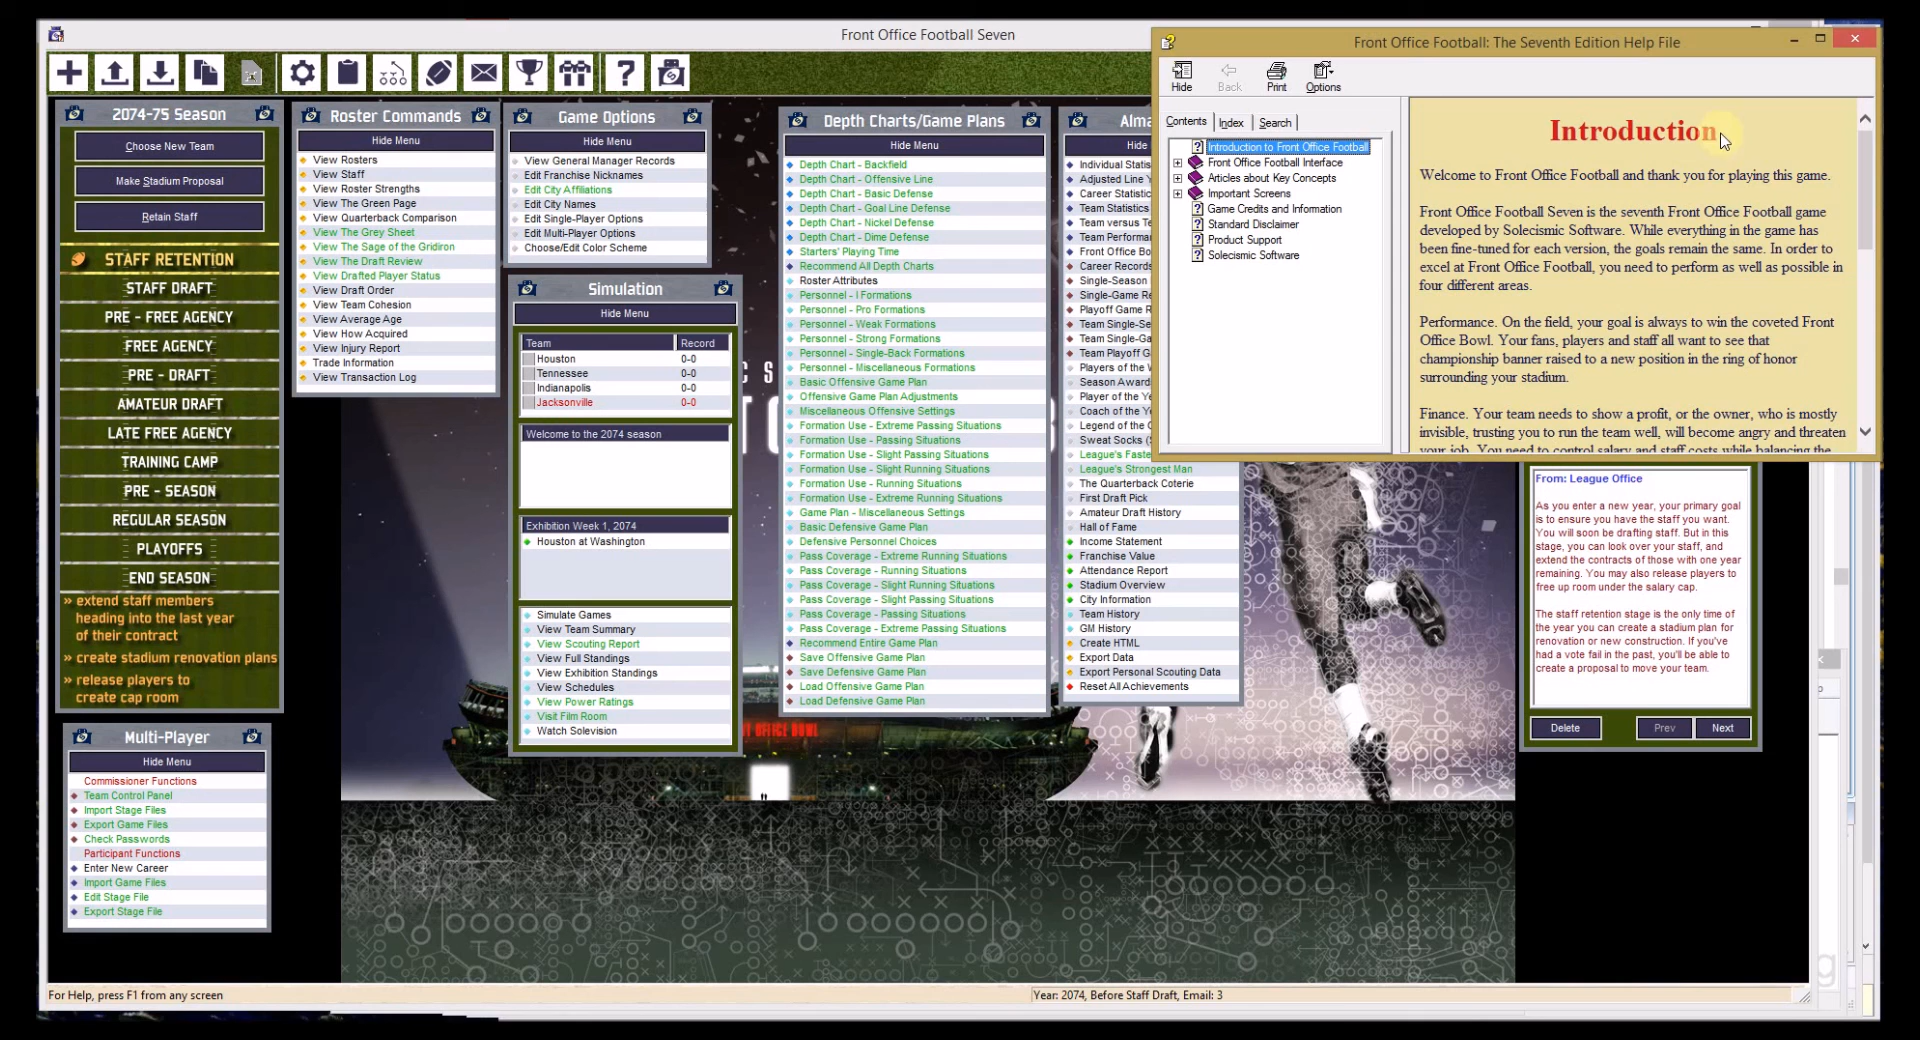 Front Office Football Seven
2074-75 Season
Choose New Team
Make Stadium Proposal
Retain Staff
STAFF RETENTION
STAFF DRAFT
PRE - FREE AGENCY
FREE AGENCY
PRE - DRAFT
AMATEUR DRAFT
LATE FREE AGENCY
TRAINING CAMP
PRE - SEASON
REGULAR SEASON
PLAYOFFS
END SEASON
» extend staff members
heading into the last year
of their contract
» create stadium renovation plans
» release players to
create cap room
Multi-Player
Hide Menu
Commissioner Functions
Team Control Panel
Import Stage Files
Export Game Files
Check Passwords
Participant Functions
Enter New Career
Import Game Files
Edit Stage File
Export Stage File
Roster Commands
Hide Menu
View Rosters
View Staff
View Roster Strengths
View The Green Page
View Quarterback Comparison
View The Grey Sheet
View The Sage of the Gridiron
View The Draft Review
View Drafted Player Status
View Draft Order
View Team Cohesion
View Average Age
View How Acquired
View Injury Report
Trade Information
View Transaction Log
Game Options
Hide Menu
View General Manager Records
Edit Franchise Nicknames
Edit City Affiliations
Edit City Names
Edit Single-Player Options
Edit Multi-Player Options
Choose/Edit Color Scheme
Simulation
Hide Menu
Team Record
Houston 0-0
Tennessee 0-0
Indianapolis 0-0
Jacksonville 0-0
Welcome to the 2074 season
Exhibition Week 1, 2074
Houston at Washington
Simulate Games
View Team Summary
View Scouting Report
View Full Standings
View Exhibition Standings
View Schedules
View Power Ratings
Visit Film Room
Watch Solevision
Depth Charts/Game Plans
Hide Menu
Depth Chart - Backfield
Depth Chart - Offensive Line
Depth Chart - Basic Defense
Depth Chart - Goal Line Defense
Depth Chart - Nickel Defense
Depth Chart - Dime Defense
Starters' Playing Time
Recommend All Depth Charts
Roster Attributes
Personnel - I Formations
Personnel - Pro Formations
Personnel - Weak Formations
Personnel - Strong Formations
Personnel - Single-Back Formations
Personnel - Miscellaneous Formations
Basic Offensive Game Plan
Offensive Game Plan Adjustments
Miscellaneous Offensive Settings
Formation Use - Extreme Passing Situations
Formation Use - Passing Situations
Formation Use - Slight Passing Situations
Formation Use - Slight Running Situations
Formation Use - Running Situations
Formation Use - Extreme Running Situations
Game Plan - Miscellaneous Settings
Basic Defensive Game Plan
Defensive Personnel Choices
Pass Coverage - Extreme Running Situations
Pass Coverage - Running Situations
Pass Coverage - Slight Running Situations
Pass Coverage - Slight Passing Situations
Pass Coverage - Passing Situations
Pass Coverage - Extreme Passing Situations
Recommend Entire Game Plan
Save Offensive Game Plan
Save Defensive Game Plan
Load Offensive Game Plan
Load Defensive Game Plan
Alma
Hide
Individual Statis
Adjusted Line Y
Career Statistic
Team Statistics
Team versus Te
Team Performa
Front Office Bo
Career Records
Single-Season
Single-Game Re
Playoff Game R
Team Single-Se
Team Single-Ga
Team Playoff G
Players of the W
Season Award
Player of the Ye
Coach of the Y
Legend of the G
Sweat Socks (S
League's Faste
League's Strongest Man
The Quarterback Coterie
First Draft Pick
Amateur Draft History
Hall of Fame
Income Statement
Franchise Value
Attendance Report
Stadium Overview
City Information
Team History
GM History
Create HTML
Export Data
Export Personal Scouting Data
Reset All Achievements
Front Office Football: The Seventh Edition Help File
Hide Back Print Options
Contents Index Search
Introduction to Front Office Football
Front Office Football Interface
Articles about Key Concepts
Important Screens
Game Credits and Information
Standard Disclaimer
Product Support
Solecismic Software
Introduction
Welcome to Front Office Football and thank you for playing this game.
Front Office Football Seven is the seventh Front Office Football game
developed by Solecismic Software. While everything in the game has
been fine-tuned for each version, the goals remain the same. In order to
excel at Front Office Football, you need to perform as well as possible in
four different areas.
Performance. On the field, your goal is always to win the coveted Front
Office Bowl. Your fans, players and staff all want to see that
championship banner raised to a new position in the ring of honor
surrounding your stadium.
Finance. Your team needs to show a profit, or the owner, who is mostly
invisible, trusting you to run the team well, will become angry and threaten
your job. You need to control salary and staff costs while balancing the
From: League Office
As you enter a new year, your primary goal
is to ensure you have the staff you want.
You will soon be drafting staff. But in this
stage, you can look over your staff, and
extend the contracts of those with one year
remaining. You may also release players to
free up room under the salary cap.
The staff retention stage is the only time of
the year you can create a stadium plan for
renovation or new construction. If you've
had a vote fail in the past, you'll be able to
create a proposal to move your team.
Delete Prev Next
OFFICE BOWL
For Help, press F1 from any screen
Year: 2074, Before Staff Draft, Email: 3